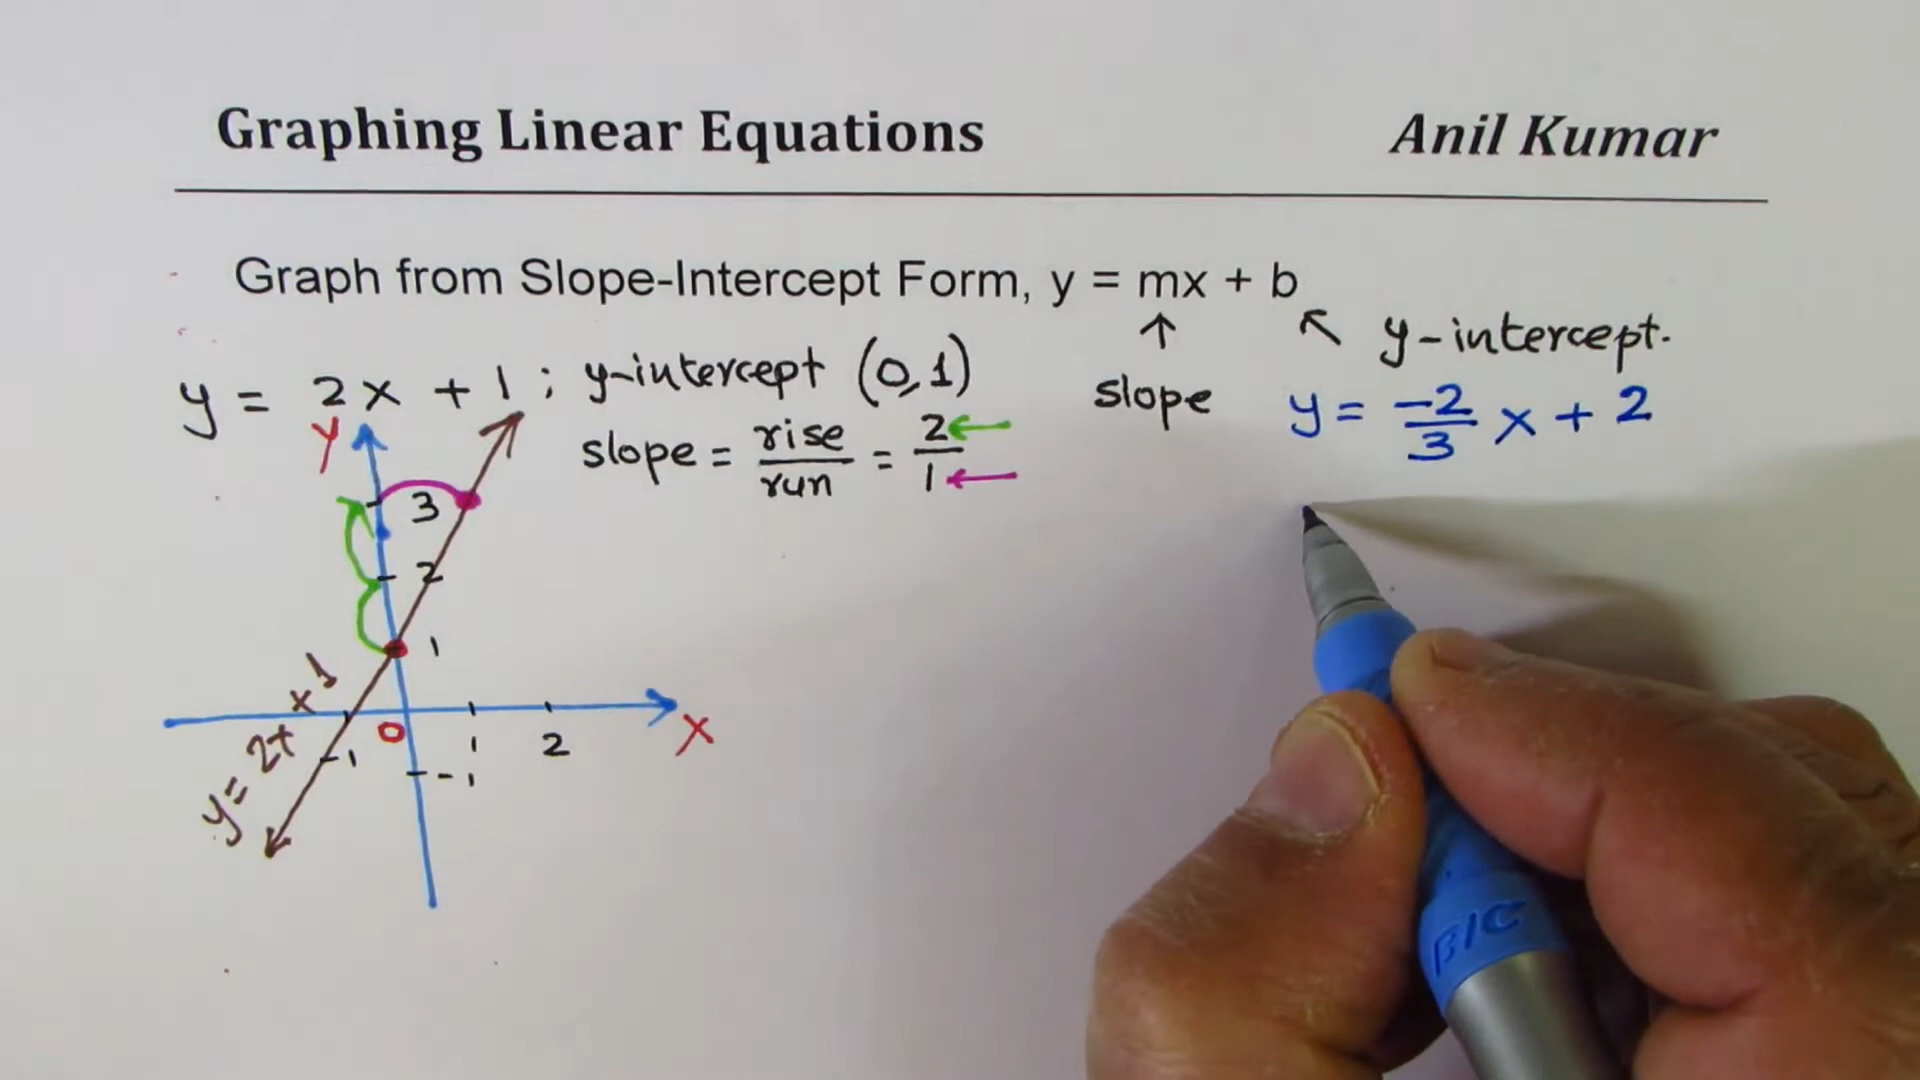 Graphing Linear Equations Anil Kumar
Graph from Slope-Intercept Form, y = mx + b
↑ ↖ y-intercept.
y = 2x + 1 ; y-intercept (0,1)
slope
y = -2/3 x + 2
slope = rise/run = 2/1
Y
3
2
1
y = 2x + 1
0
X
-1
1
2
-1
BIC